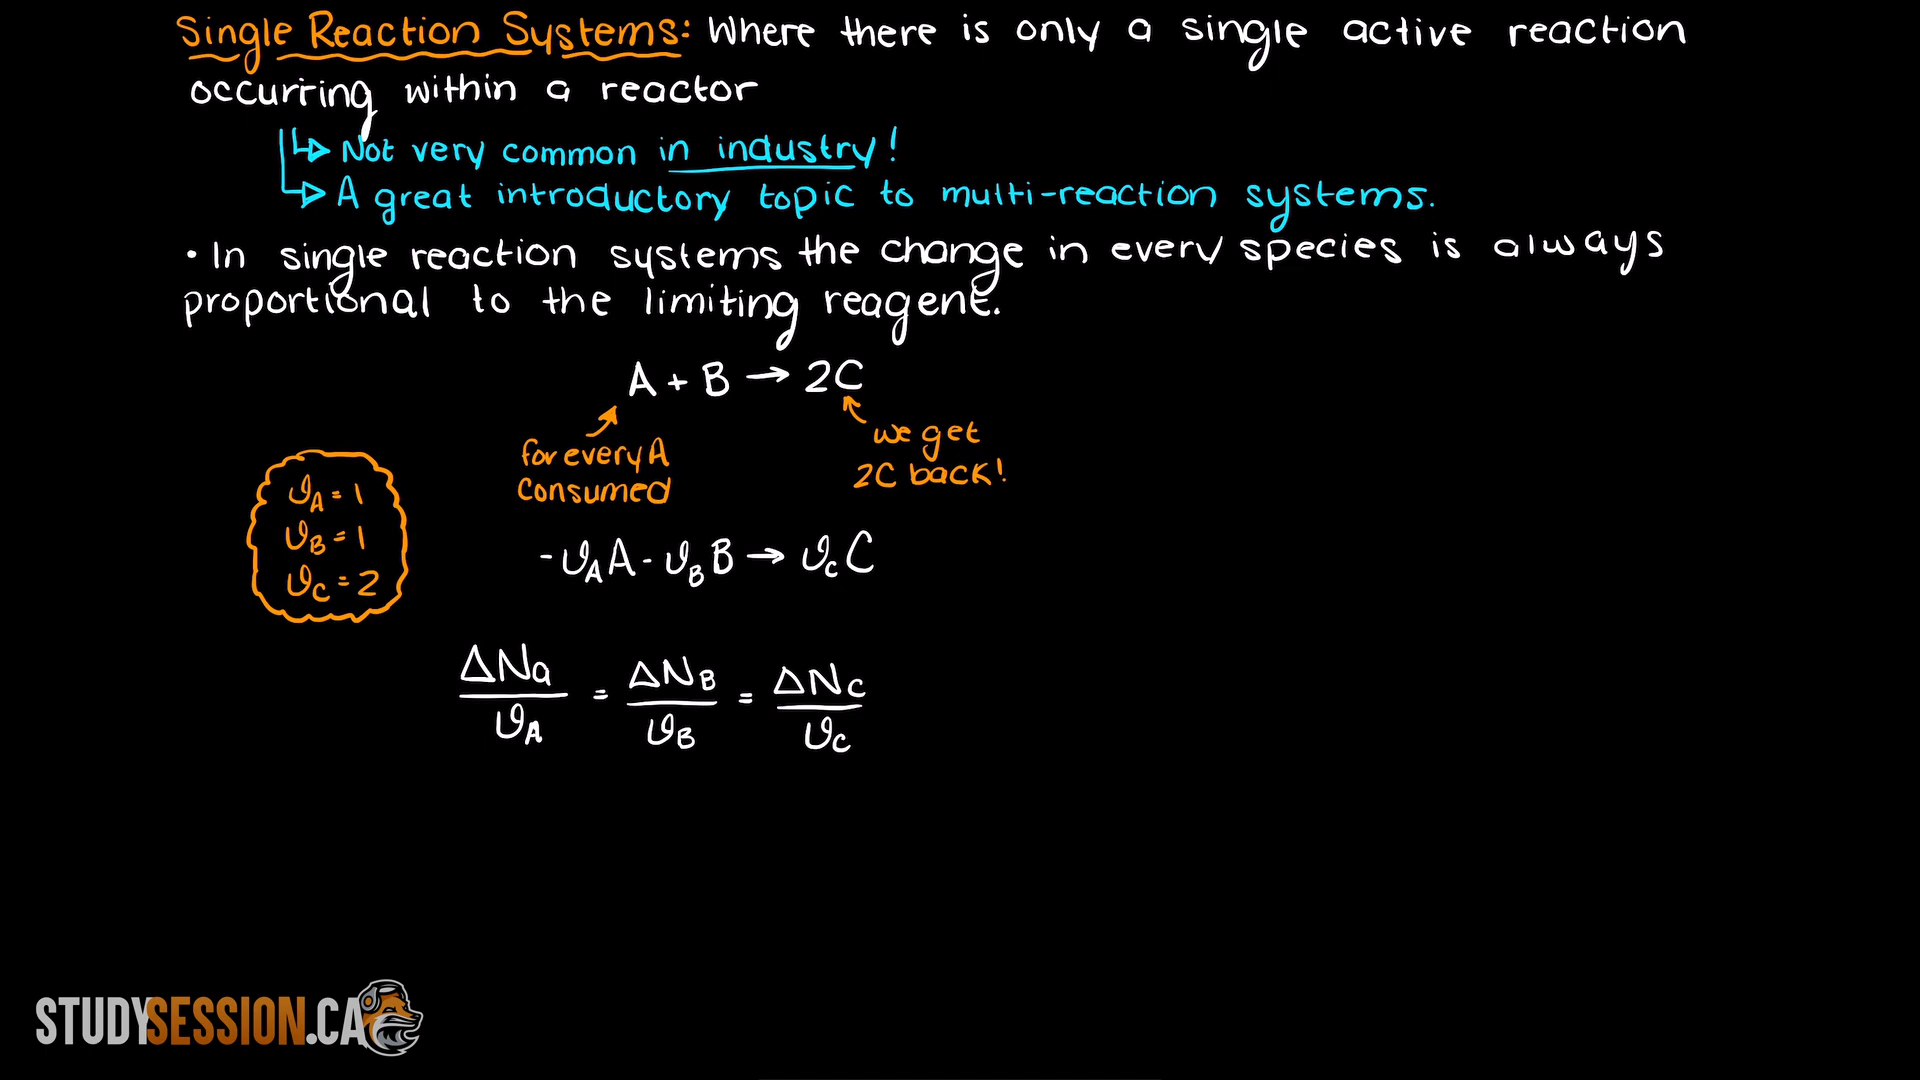 Single Reaction Systems: Where there is only a single active reaction
occurring within a reactor
Not very common in industry!
A great introductory topic to multi-reaction systems.
• In single reaction systems the change in every species is always
proportional to the limiting reagent.
A + B → 2C
for every A
consumed
we get
2C back!
υA = 1
υB = 1
υC = 2
-υA A - υB B → υC C
ΔNa/υA = ΔNB/υB = ΔNC/υC
STUDYSESSION.CA